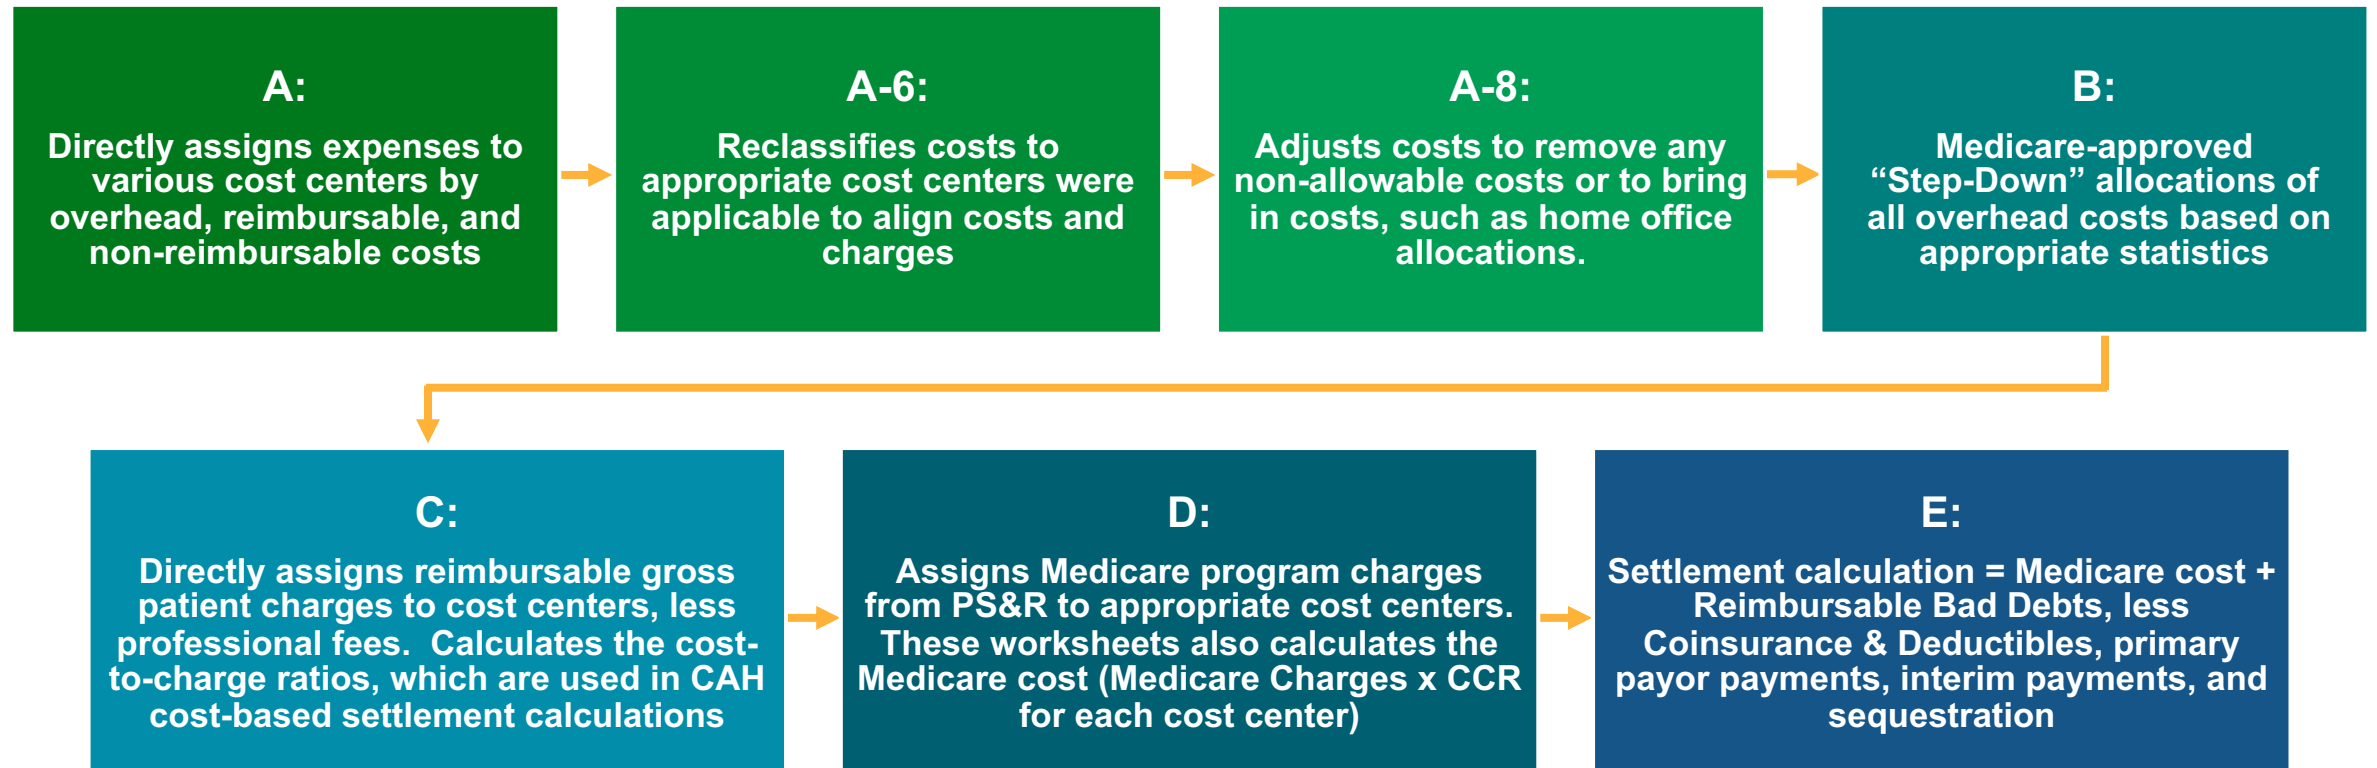 A:
Directly assigns expenses to
various cost centers by
overhead, reimbursable, and
non-reimbursable costs
A-6:
Reclassifies costs to
appropriate cost centers were
applicable to align costs and
charges
A-8:
Adjusts costs to remove any
non-allowable costs or to bring
in costs, such as home office
allocations.
B:
Medicare-approved
“Step-Down” allocations of
all overhead costs based on
appropriate statistics
C:
Directly assigns reimbursable gross
patient charges to cost centers, less
professional fees.  Calculates the cost-
to-charge ratios, which are used in CAH
cost-based settlement calculations
D:
Assigns Medicare program charges
from PS&R to appropriate cost centers.
These worksheets also calculates the
Medicare cost (Medicare Charges x CCR
for each cost center)
E:
Settlement calculation = Medicare cost +
Reimbursable Bad Debts, less
Coinsurance & Deductibles, primary
payor payments, interim payments, and
sequestration